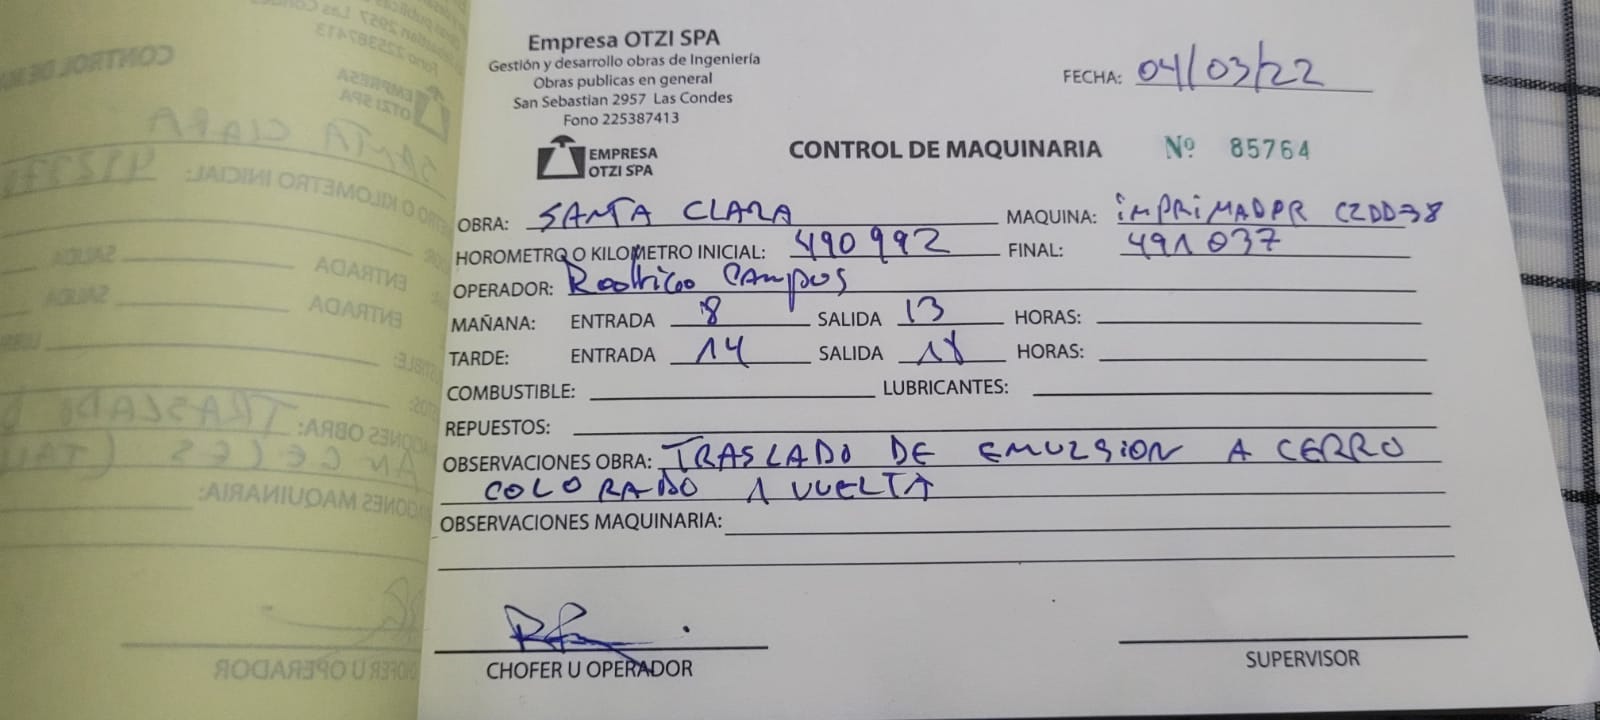 Empresa OTZI SPA
Gestión y desarrollo obras de Ingeniería
Obras publicas en general
San Sebastian 2957 Las Condes
Fono 225387413
EMPRESA
OTZI SPA
FECHA: 04/03/22
CONTROL DE MAQUINARIA Nº 85764
OBRA: SANTA CLARA MAQUINA: iMPRiMADOR CZDD38
HOROMETRO O KILOMETRO INICIAL: 490992 FINAL: 491037
OPERADOR: Rodrigo CAmpos
MAÑANA: ENTRADA 8 SALIDA 13 HORAS:
TARDE: ENTRADA 14 SALIDA 18 HORAS:
COMBUSTIBLE: LUBRICANTES:
REPUESTOS:
OBSERVACIONES OBRA: TRASLADO DE EMULSION A CERRO
COLORADO 1 VUELTA
OBSERVACIONES MAQUINARIA:
CHOFER U OPERADOR
SUPERVISOR